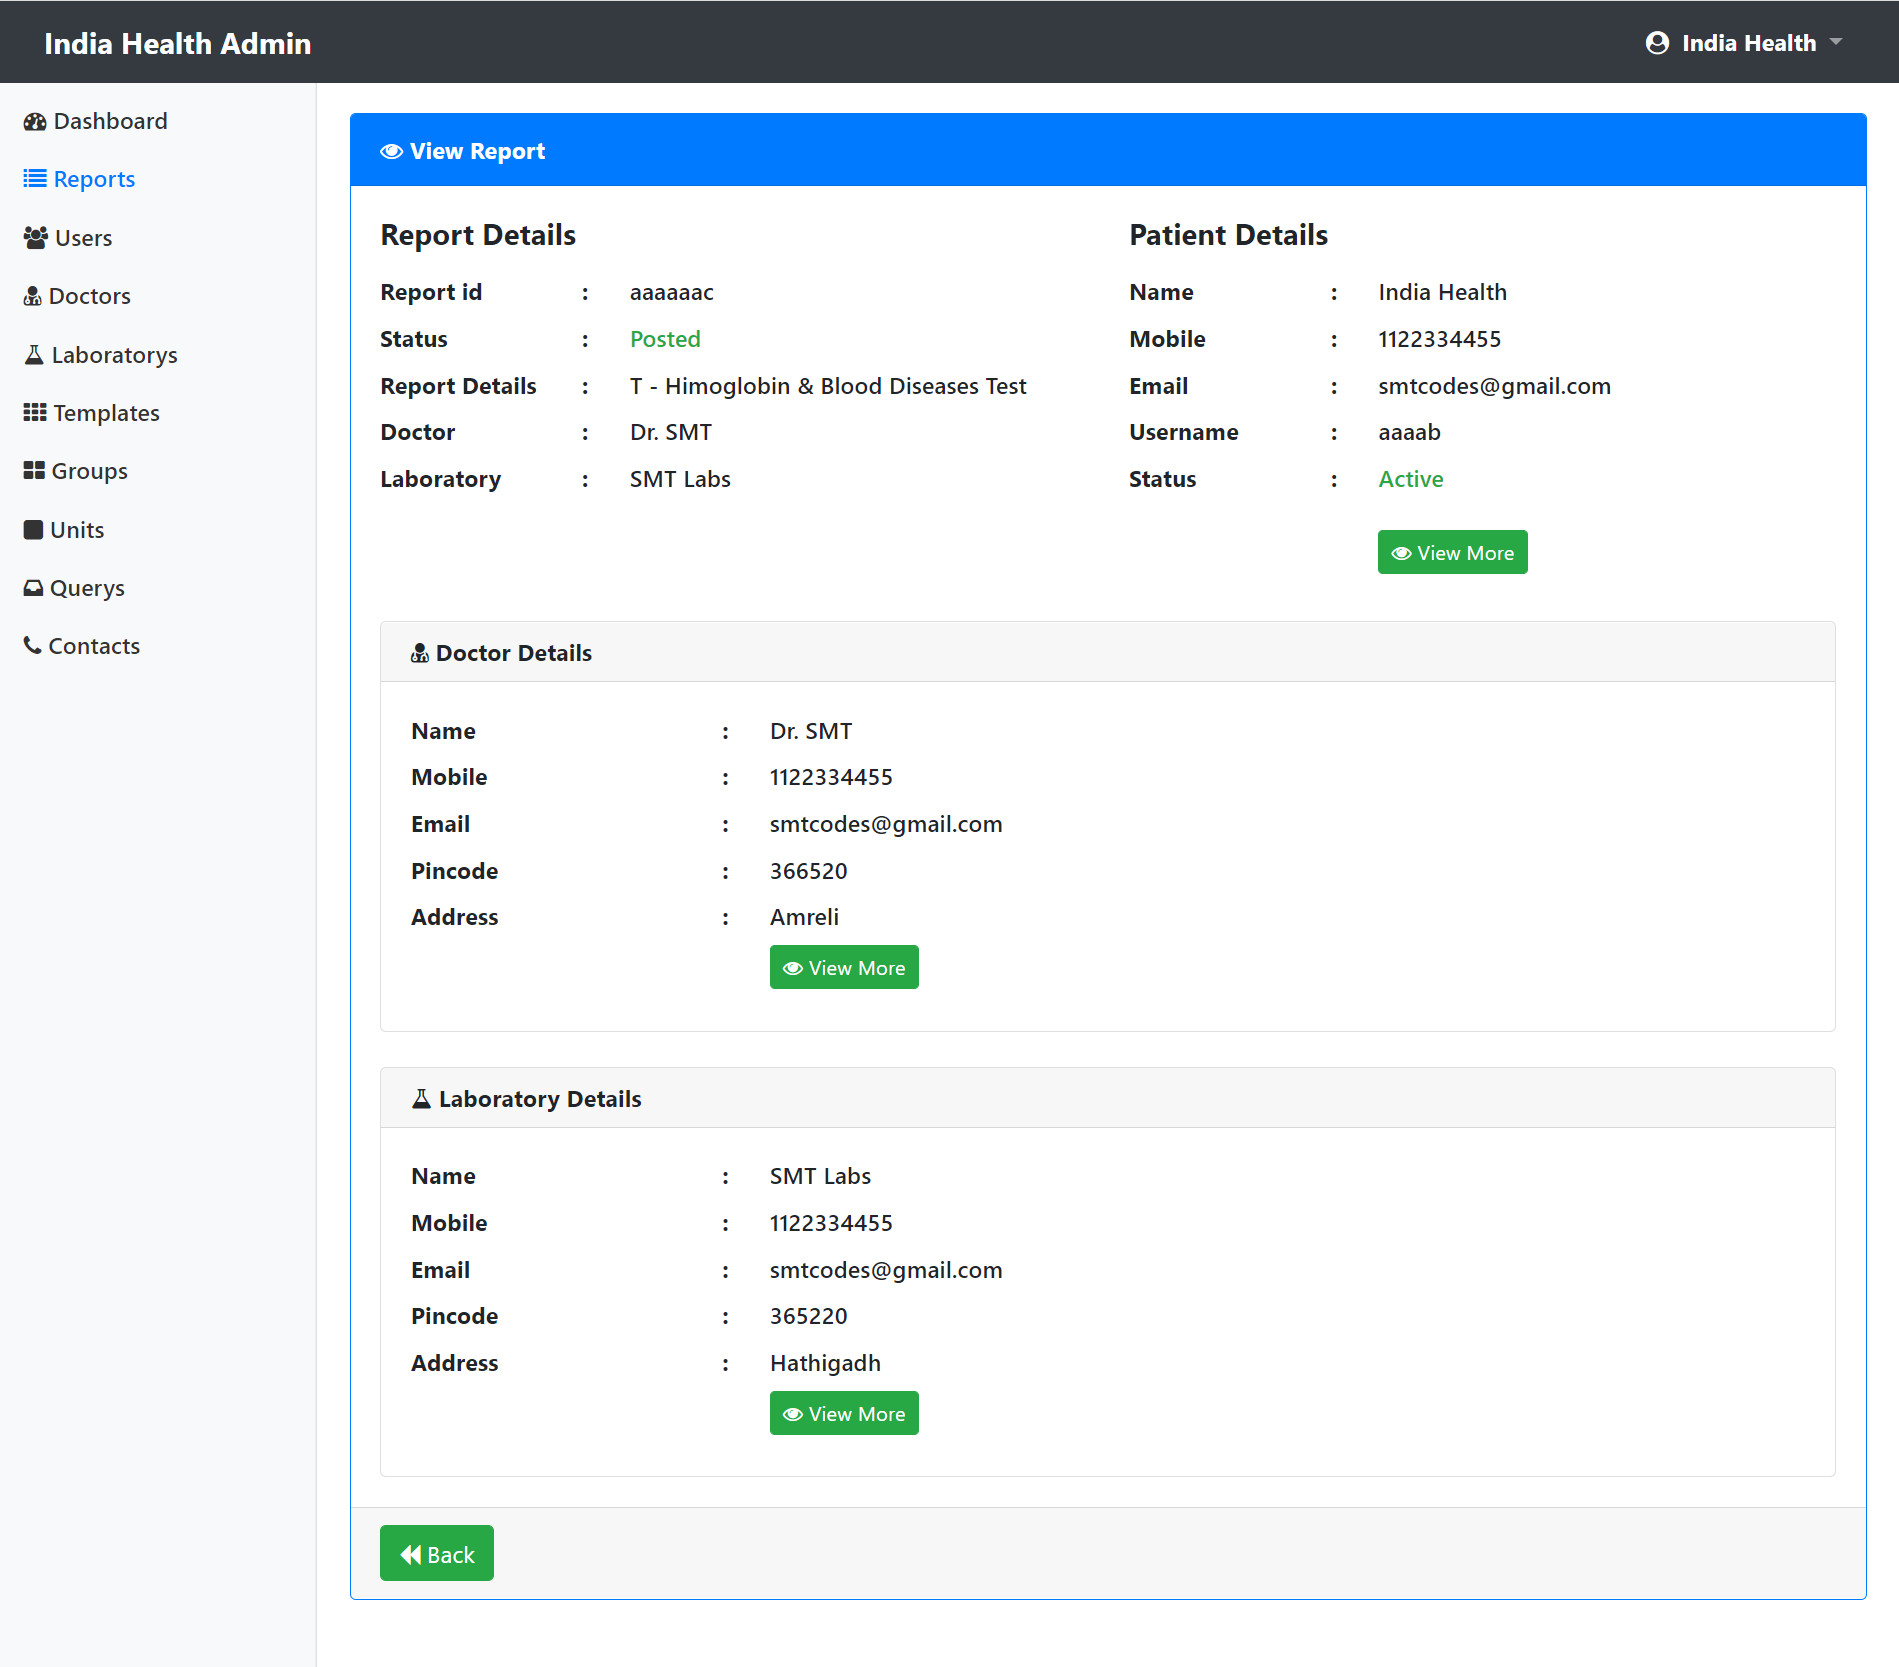 India Health Admin
India Health
Dashboard
Reports
Users
Doctors
Laboratorys
Templates
Groups
Units
Querys
Contacts
View Report
Report Details
Report id : aaaaaac
Status : Posted
Report Details : T - Himoglobin & Blood Diseases Test
Doctor : Dr. SMT
Laboratory : SMT Labs
Patient Details
Name : India Health
Mobile : 1122334455
Email : smtcodes@gmail.com
Username : aaaab
Status : Active
View More
Doctor Details
Name : Dr. SMT
Mobile : 1122334455
Email : smtcodes@gmail.com
Pincode : 366520
Address : Amreli
View More
Laboratory Details
Name : SMT Labs
Mobile : 1122334455
Email : smtcodes@gmail.com
Pincode : 365220
Address : Hathigadh
View More
Back